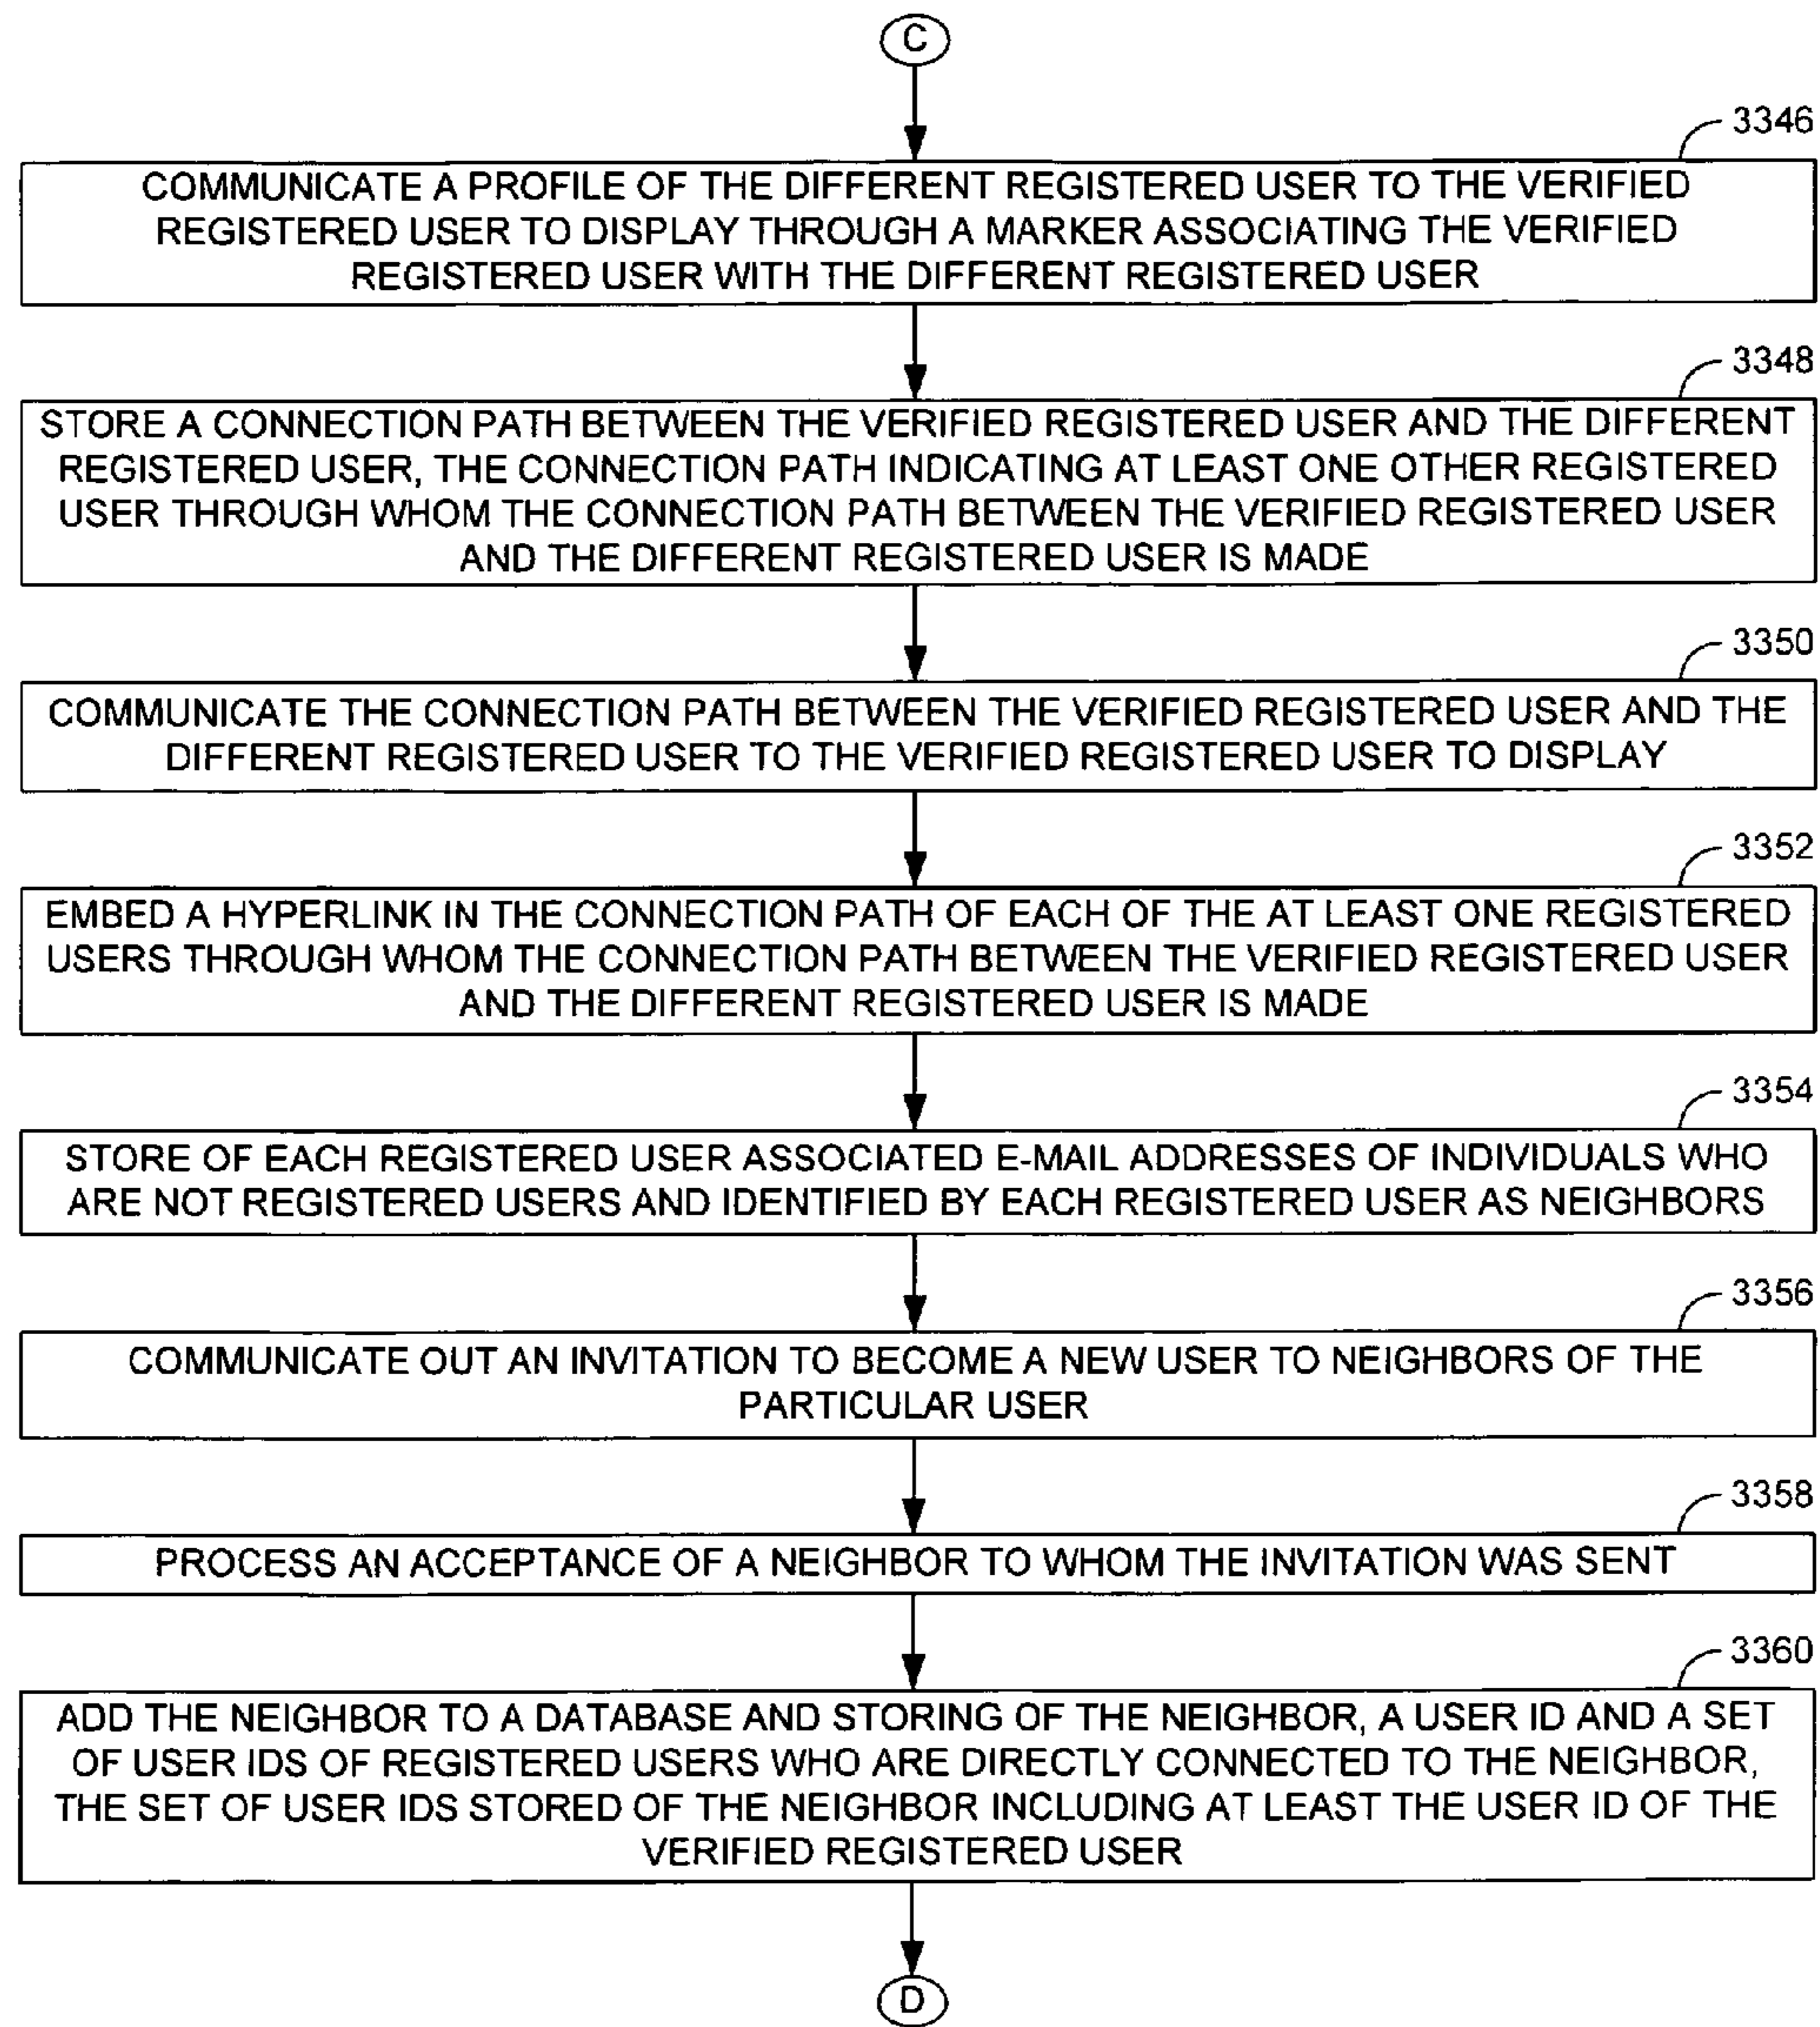 C
3346
COMMUNICATE A PROFILE OF THE DIFFERENT REGISTERED USER TO THE VERIFIED
REGISTERED USER TO DISPLAY THROUGH A MARKER ASSOCIATING THE VERIFIED
REGISTERED USER WITH THE DIFFERENT REGISTERED USER
3348
STORE A CONNECTION PATH BETWEEN THE VERIFIED REGISTERED USER AND THE DIFFERENT
REGISTERED USER, THE CONNECTION PATH INDICATING AT LEAST ONE OTHER REGISTERED
USER THROUGH WHOM THE CONNECTION PATH BETWEEN THE VERIFIED REGISTERED USER
AND THE DIFFERENT REGISTERED USER IS MADE
3350
COMMUNICATE THE CONNECTION PATH BETWEEN THE VERIFIED REGISTERED USER AND THE
DIFFERENT REGISTERED USER TO THE VERIFIED REGISTERED USER TO DISPLAY
3352
EMBED A HYPERLINK IN THE CONNECTION PATH OF EACH OF THE AT LEAST ONE REGISTERED
USERS THROUGH WHOM THE CONNECTION PATH BETWEEN THE VERIFIED REGISTERED USER
AND THE DIFFERENT REGISTERED USER IS MADE
3354
STORE OF EACH REGISTERED USER ASSOCIATED E-MAIL ADDRESSES OF INDIVIDUALS WHO
ARE NOT REGISTERED USERS AND IDENTIFIED BY EACH REGISTERED USER AS NEIGHBORS
3356
COMMUNICATE OUT AN INVITATION TO BECOME A NEW USER TO NEIGHBORS OF THE
PARTICULAR USER
3358
PROCESS AN ACCEPTANCE OF A NEIGHBOR TO WHOM THE INVITATION WAS SENT
3360
ADD THE NEIGHBOR TO A DATABASE AND STORING OF THE NEIGHBOR, A USER ID AND A SET
OF USER IDS OF REGISTERED USERS WHO ARE DIRECTLY CONNECTED TO THE NEIGHBOR,
THE SET OF USER IDS STORED OF THE NEIGHBOR INCLUDING AT LEAST THE USER ID OF THE
VERIFIED REGISTERED USER
D